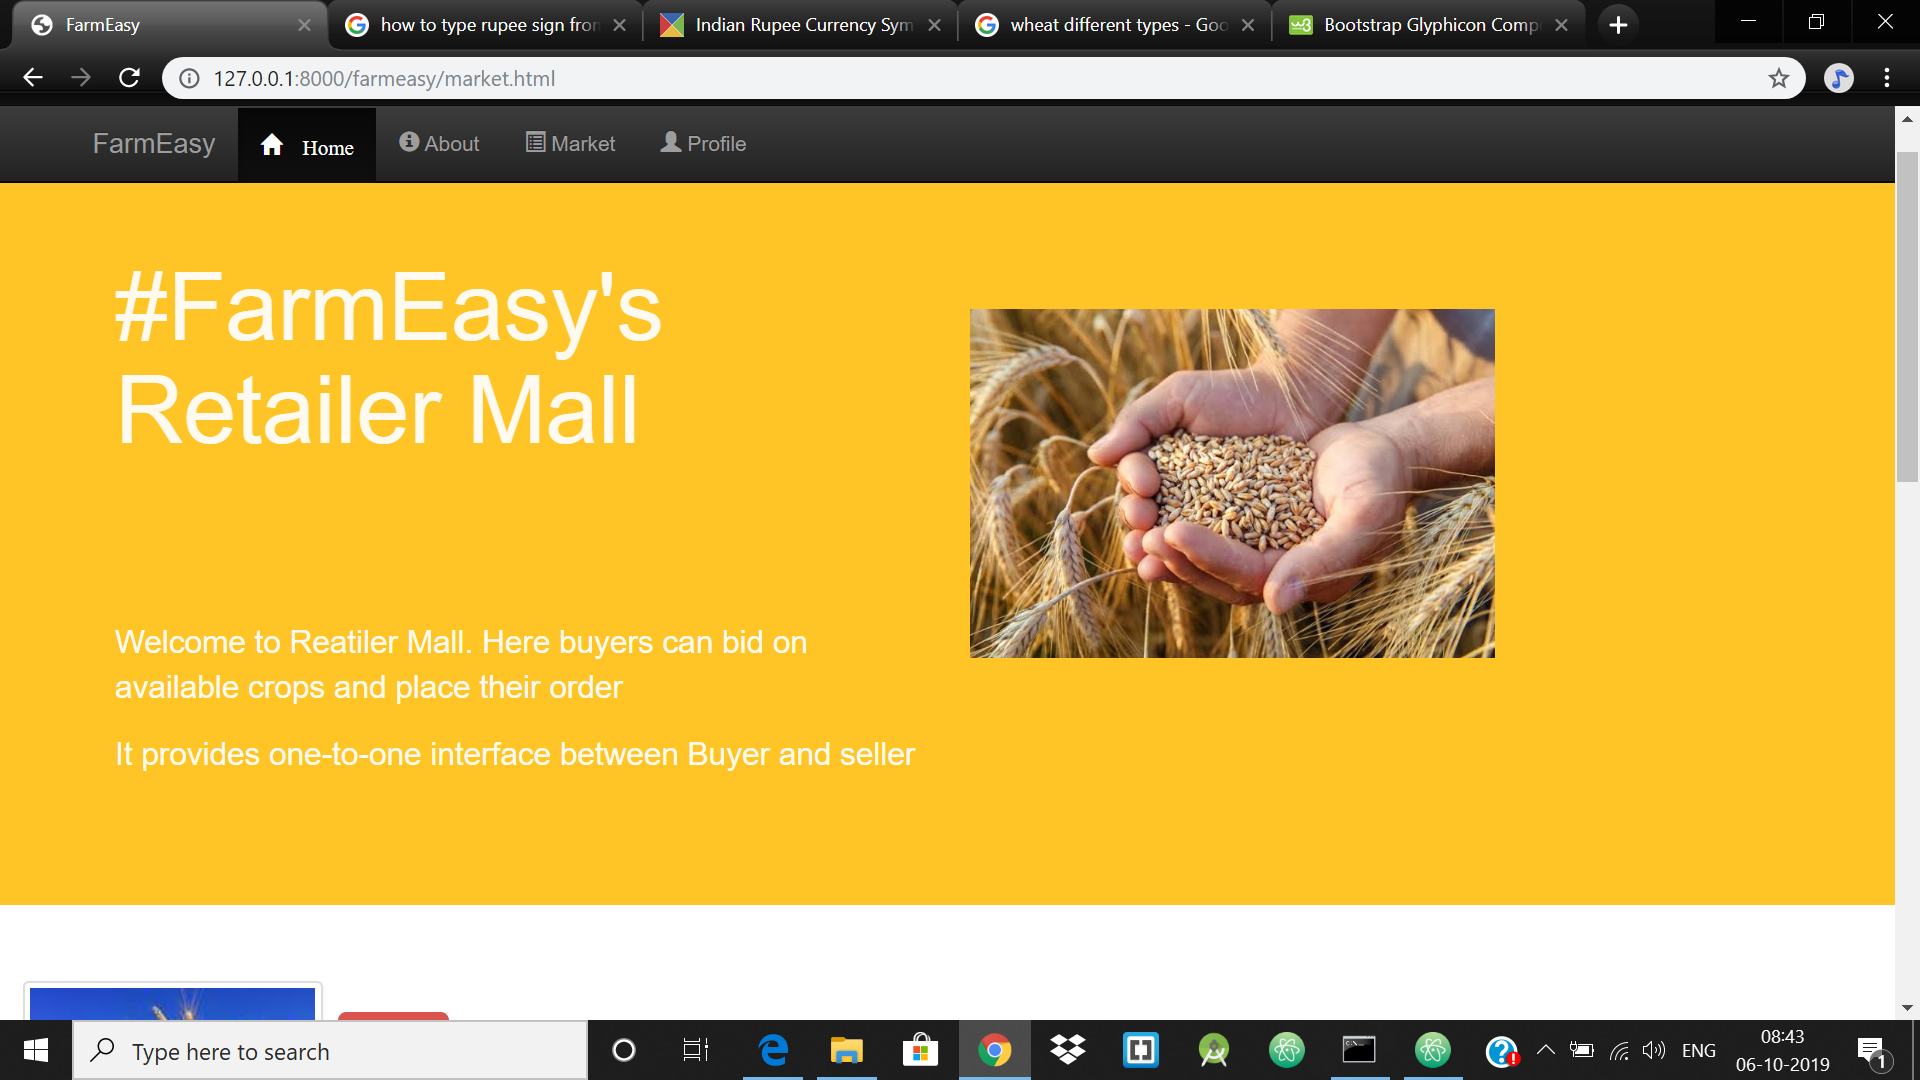 FarmEasy
how to type rupee sign fron
Indian Rupee Currency Sym
wheat different types - Goo
Bootstrap Glyphicon Comp
127.0.0.1:8000/farmeasy/market.html
FarmEasy Home About Market Profile
#FarmEasy's
Retailer Mall
Welcome to Reatiler Mall. Here buyers can bid on
available crops and place their order
It provides one-to-one interface between Buyer and seller
Type here to search
ENG
08:43
06-10-2019
1